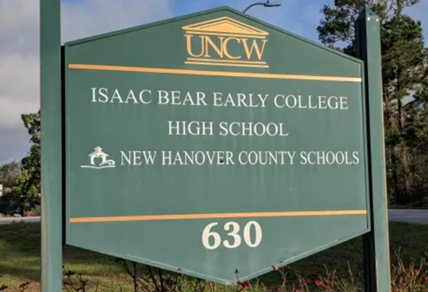 UNCW
ISAAC BEAR EARLY COLLEGE
HIGH SCHOOL
NEW HANOVER COUNTY SCHOOLS
630